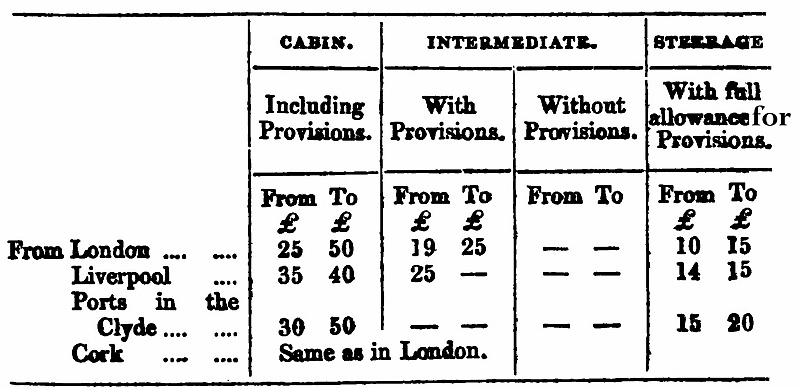 CABIN. INTERMEDIATE. STEERAGE
Including Provisions. With Provisions. Without Provisions. With full allowance for Provisions.
From To From To From To From To
£ £ £ £ £ £
From London .... .... 25 50 19 25 — — 10 15
Liverpool .... 35 40 25 — — — 14 15
Ports in the
Clyde .... .... 30 50 — — — — 15 20
Cork .... .... Same as in London.